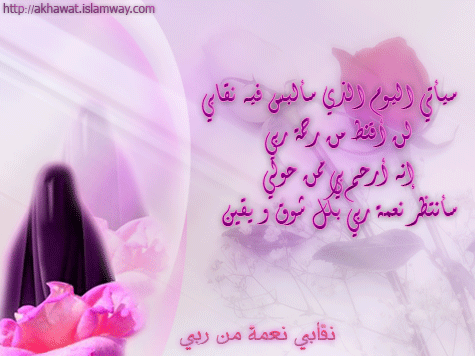 http://akhawat.islamway.com
سيأتي اليوم الذي سألبس فيه نقابي
لن أقنط من رحمة ربي
إنه أرحم بي ممن حولي
سأنتظر نعمة ربي بكل شوق و يقين
نقابي نعمة من ربي